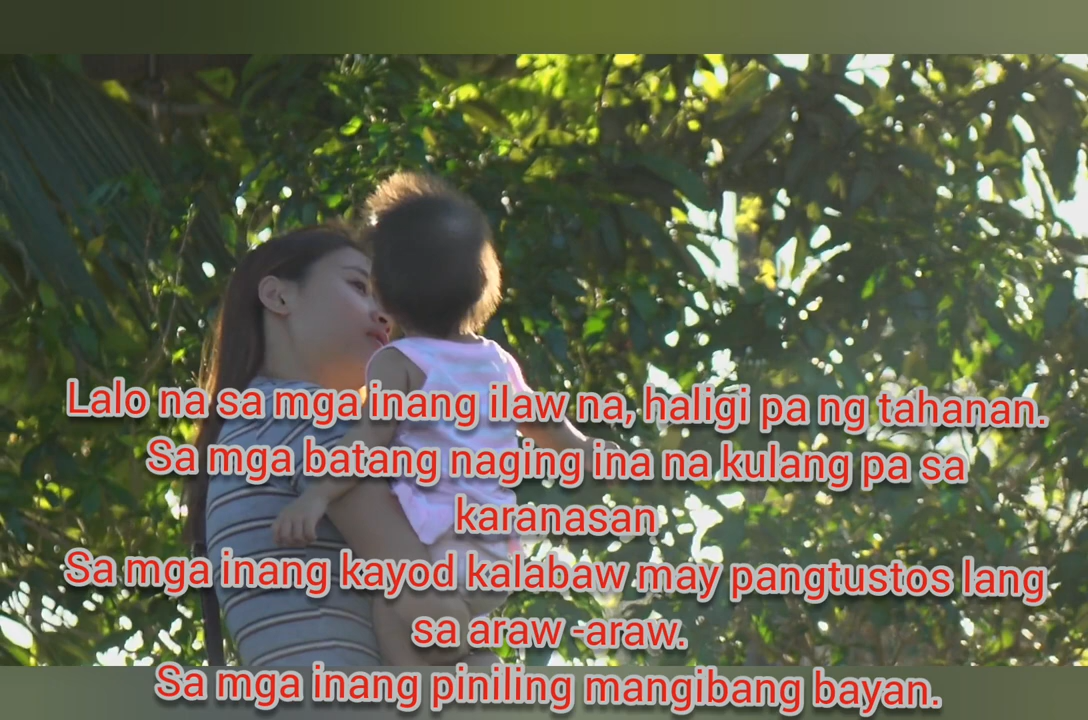 Lalo na sa mga inang ilaw na, haligi pa ng tahanan.
Sa mga batang naging ina na kulang pa sa
karanasan
Sa mga inang kayod kalabaw may pangtustos lang
sa araw -araw.
Sa mga inang piniling mangibang bayan.